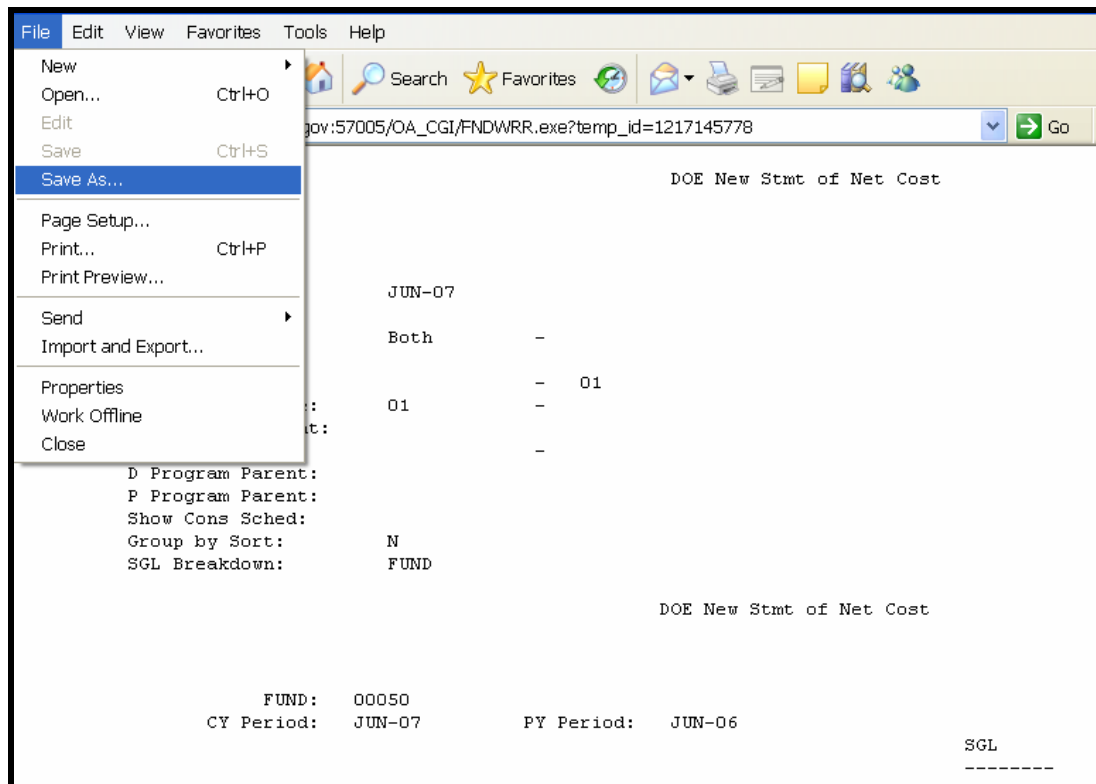 File Edit View Favorites Tools Help
New
Open... Ctrl+O
Edit
Save Ctrl+S
Save As...
Page Setup...
Print... Ctrl+P
Print Preview...
Send
Import and Export...
Properties
Work Offline
Close
Search Favorites
gov:57005/OA_CGI/FNDWRR.exe?temp_id=1217145778 Go
DOE New Stmt of Net Cost
JUN-07
Both -
- 01
: 01 -
t:
-
D Program Parent:
P Program Parent:
Show Cons Sched:
Group by Sort: N
SGL Breakdown: FUND
DOE New Stmt of Net Cost
FUND: 00050
CY Period: JUN-07 PY Period: JUN-06
SGL
--------